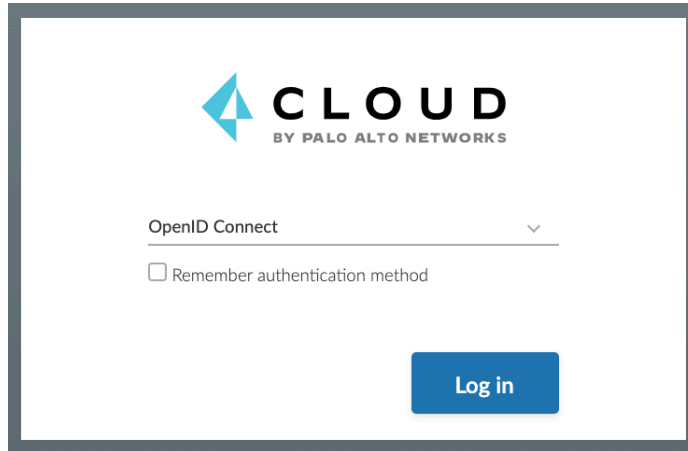 CLOUD
BY PALO ALTO NETWORKS
OpenID Connect
Remember authentication method
Log in